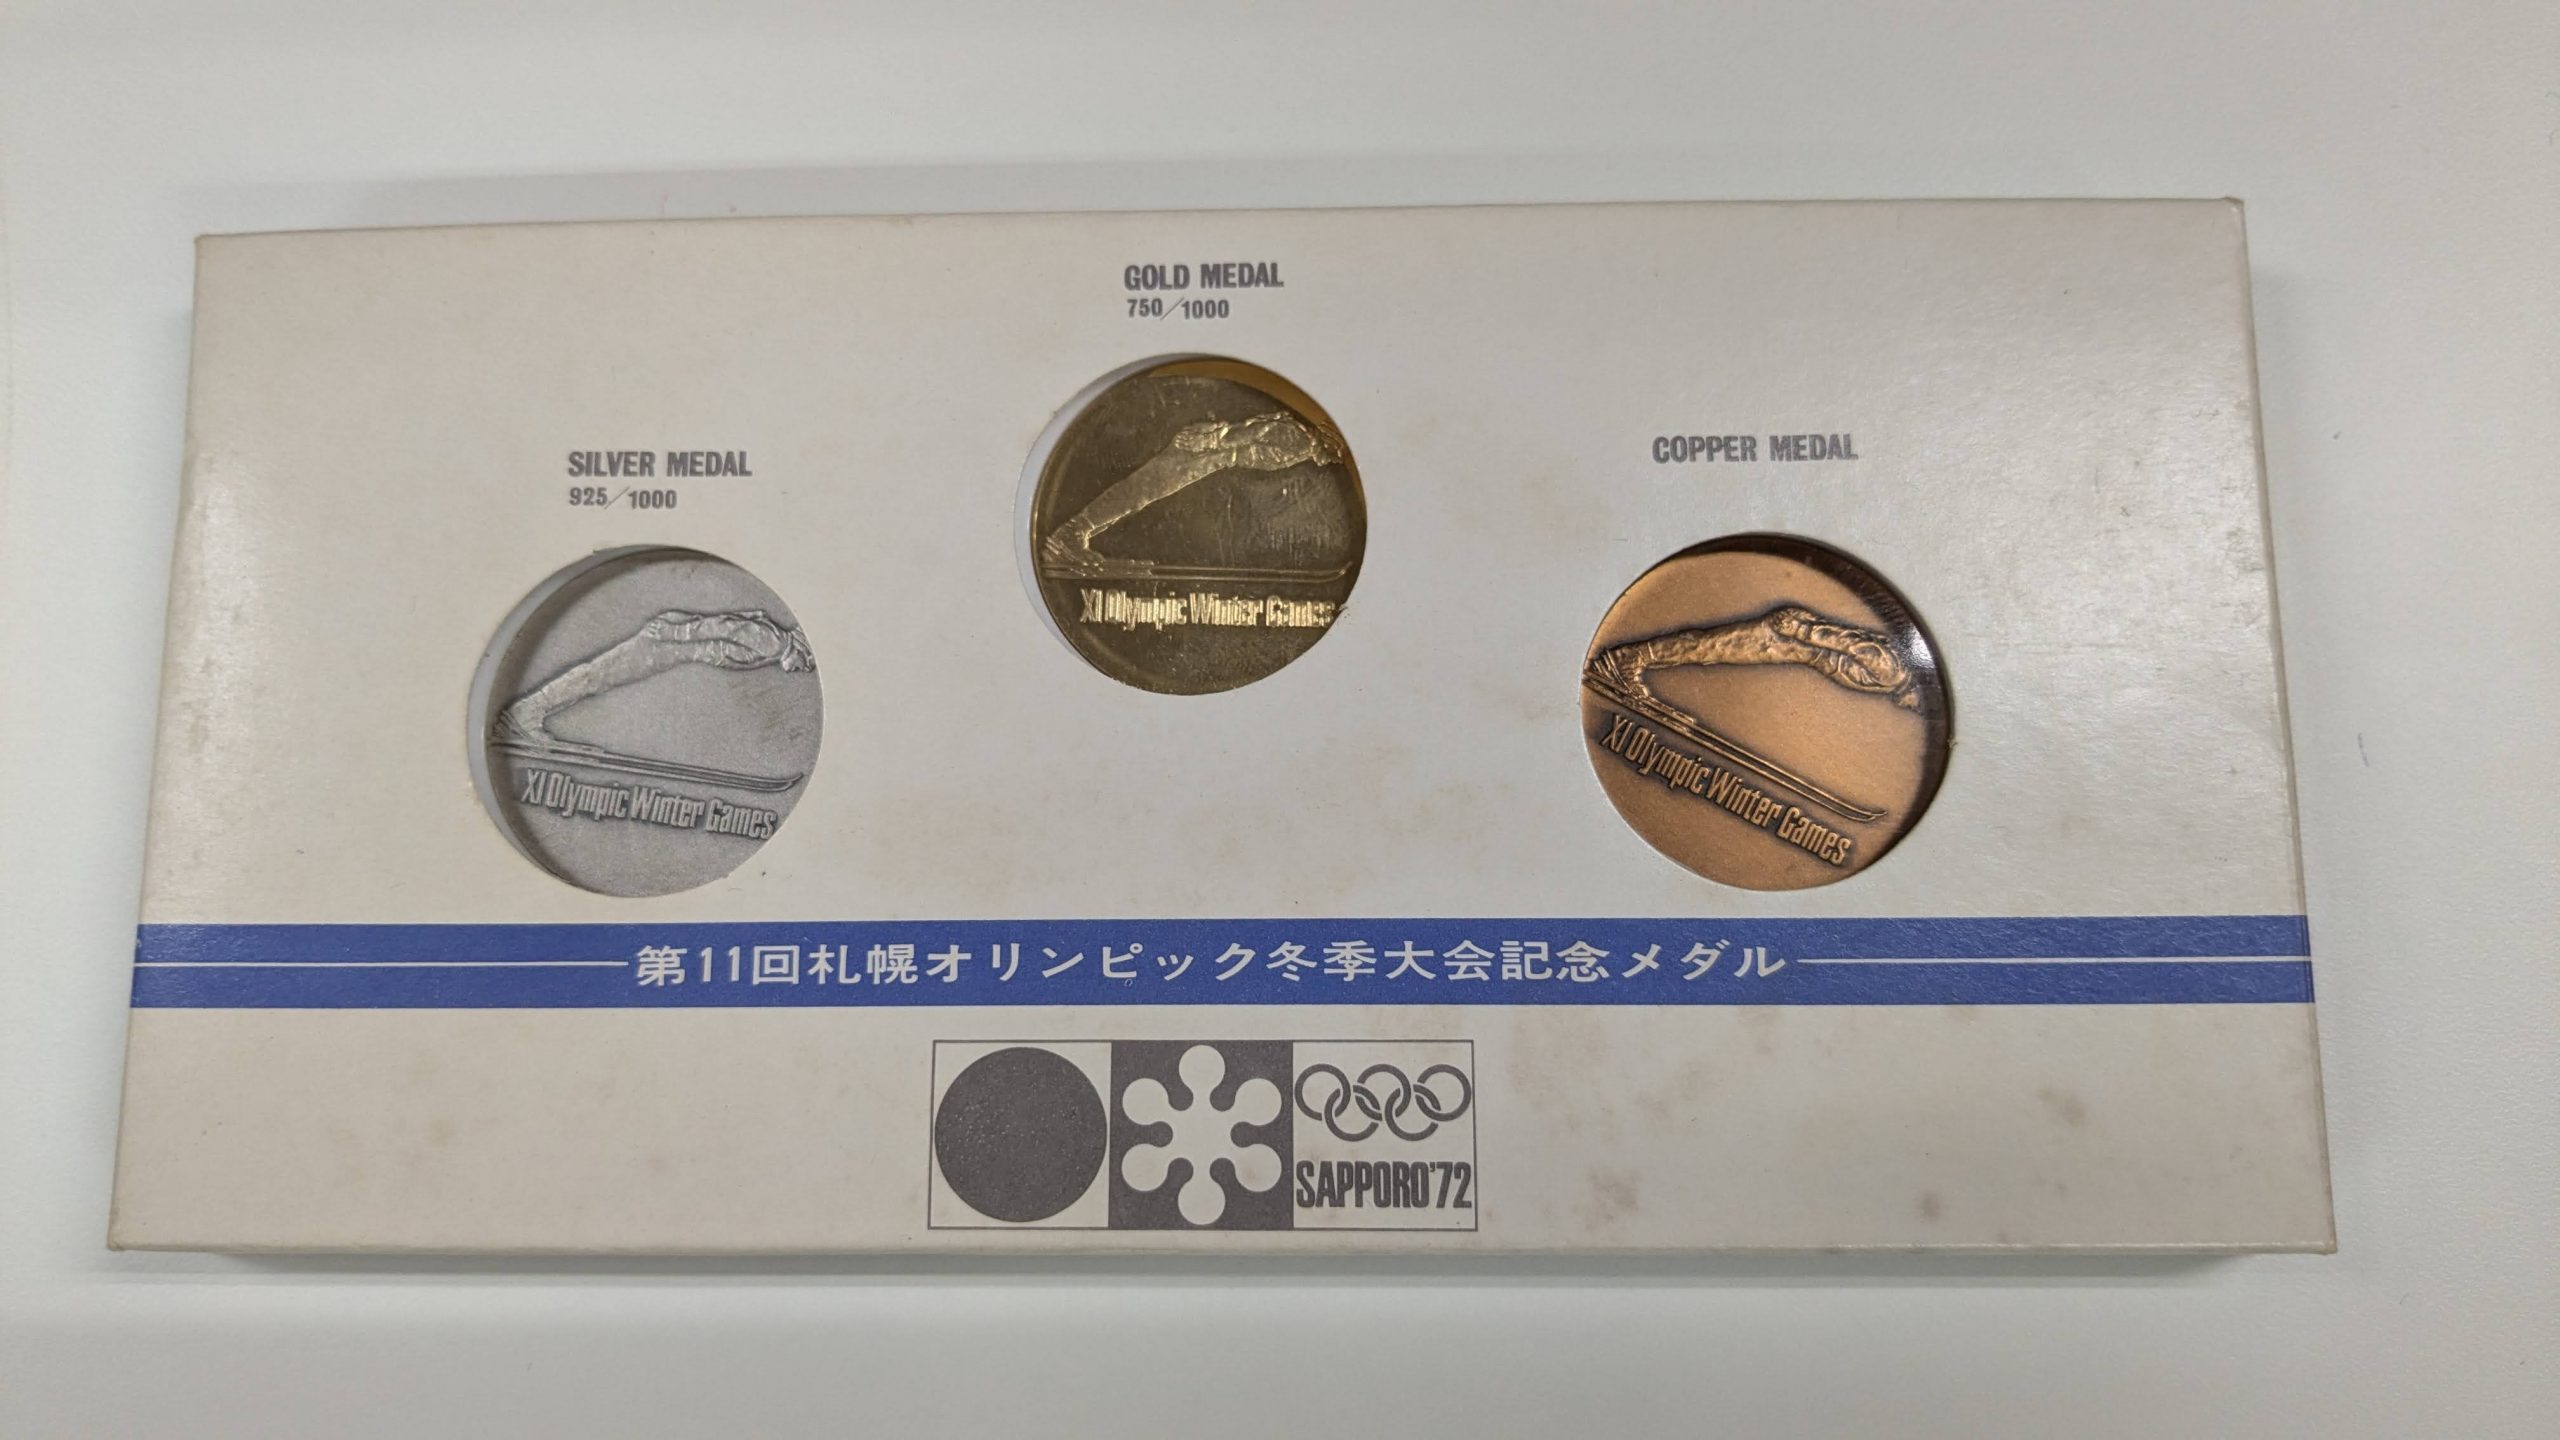 GOLD MEDAL
750/1000
SILVER MEDAL
925/1000
COPPER MEDAL
XI Olympic Winter Games
XI Olympic Winter Games
XI Olympic Winter Games
第11回札幌オリンピック冬季大会記念メダル
SAPPORO'72